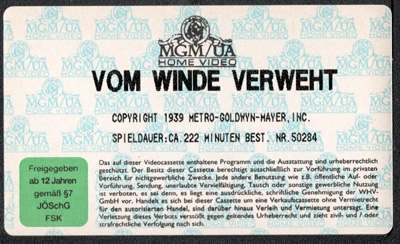 MGM/UA
HOME VIDEO
VOM WINDE VERWEHT
COPYRIGHT 1939 METRO-GOLDWYN-MAYER, INC.
SPIELDAUER:CA.222 MINUTEN BEST. NR.50284
Freigegeben
ab 12 Jahren
gemäß §7
JÖSchG
FSK
Das auf dieser Videocassette enthaltene Programm und die Ausstattung sind urheberrechtlich
geschützt. Der Besitz dieser Cassette berechtigt ausschließlich zur Vorführung im privaten
Bereich für nichtgewerbliche Zwecke. Jede andere Benutzung wie z.B. öffentliche Auf- oder
Vorführung, Sendung, unerlaubte Vervielfältigung, Tausch oder sonstige gewerbliche Nutzung
ist verboten, es sei denn, es liegt eine ausdrückliche, schriftliche Genehmigung der WHV-
GmbH vor. Handelt es sich bei dieser Cassette um eine Verkaufscassette ohne Vermietrecht
für den autorisierten Handel, sind darüber hinaus Verleih und Vermietung untersagt. Eine
Verletzung dieses Verbots verstößt gegen geltendes Urheberrecht und zieht zivil- und / oder
strafrechtliche Verfolgung nach sich.